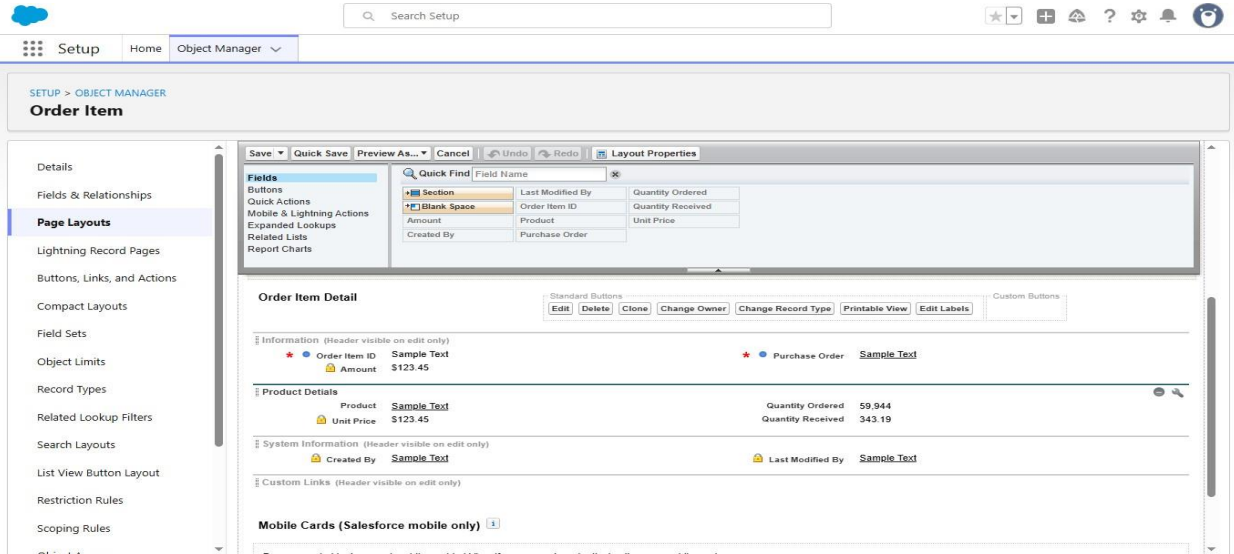 Search Setup
Setup Home Object Manager
SETUP > OBJECT MANAGER
Order Item
Details
Fields & Relationships
Page Layouts
Lightning Record Pages
Buttons, Links, and Actions
Compact Layouts
Field Sets
Object Limits
Record Types
Related Lookup Filters
Search Layouts
List View Button Layout
Restriction Rules
Scoping Rules
Save Quick Save Preview As... Cancel Undo Redo Layout Properties
Fields
Buttons
Quick Actions
Mobile & Lightning Actions
Expanded Lookups
Related Lists
Report Charts
Quick Find Field Name
Section Last Modified By Quantity Ordered
Blank Space Order Item ID Quantity Received
Amount Product Unit Price
Created By Purchase Order
Order Item Detail
Standard Buttons
Edit Delete Clone Change Owner Change Record Type Printable View Edit Labels
Custom Buttons
Information (Header visible on edit only)
* Order Item ID Sample Text * Purchase Order Sample Text
Amount $123.45
Product Detials
Product Sample Text Quantity Ordered 59,944
Unit Price $123.45 Quantity Received 343.19
System Information (Header visible on edit only)
Created By Sample Text Last Modified By Sample Text
Custom Links (Header visible on edit only)
Mobile Cards (Salesforce mobile only) i